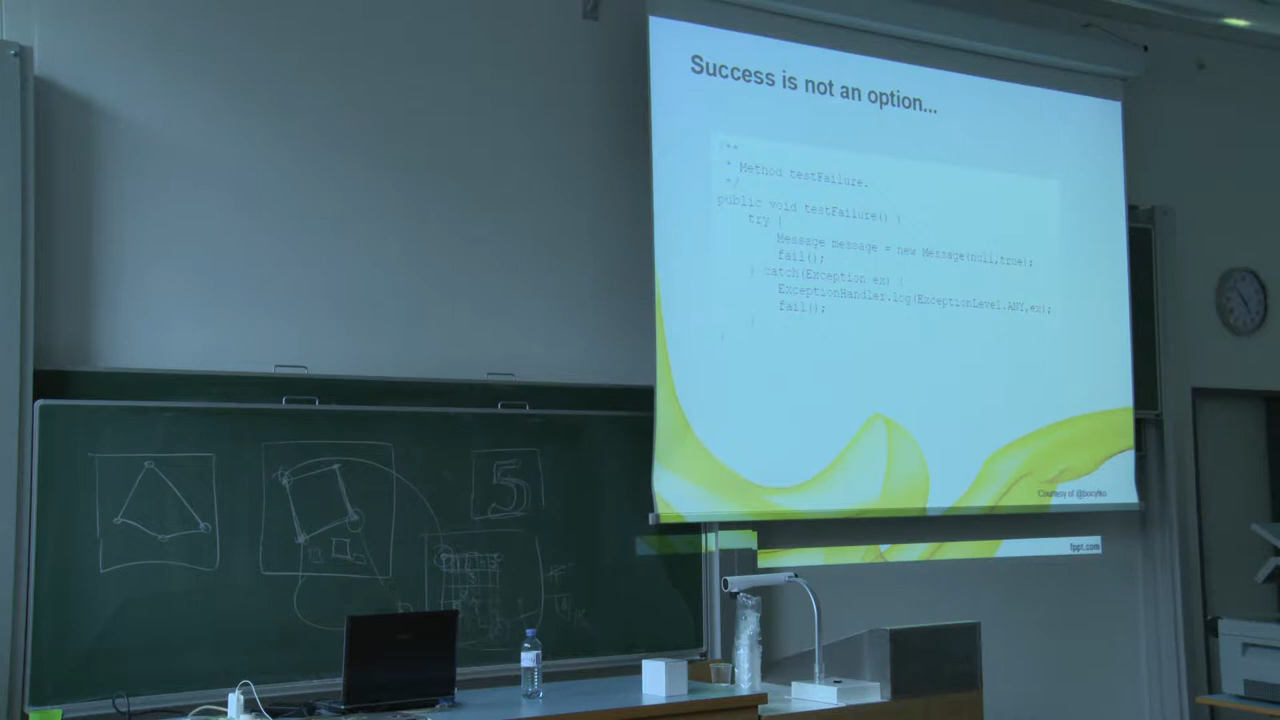 Success is not an option...
/**
* Method testFailure.
*/
public void testFailure() {
try {
Message message = new Message(null,true);
fail();
} catch(Exception ex) {
ExceptionHandler.log(ExceptionLevel.ANY,ex);
fail();
}
}
Courtesy of @bocytko
fppt.com
5